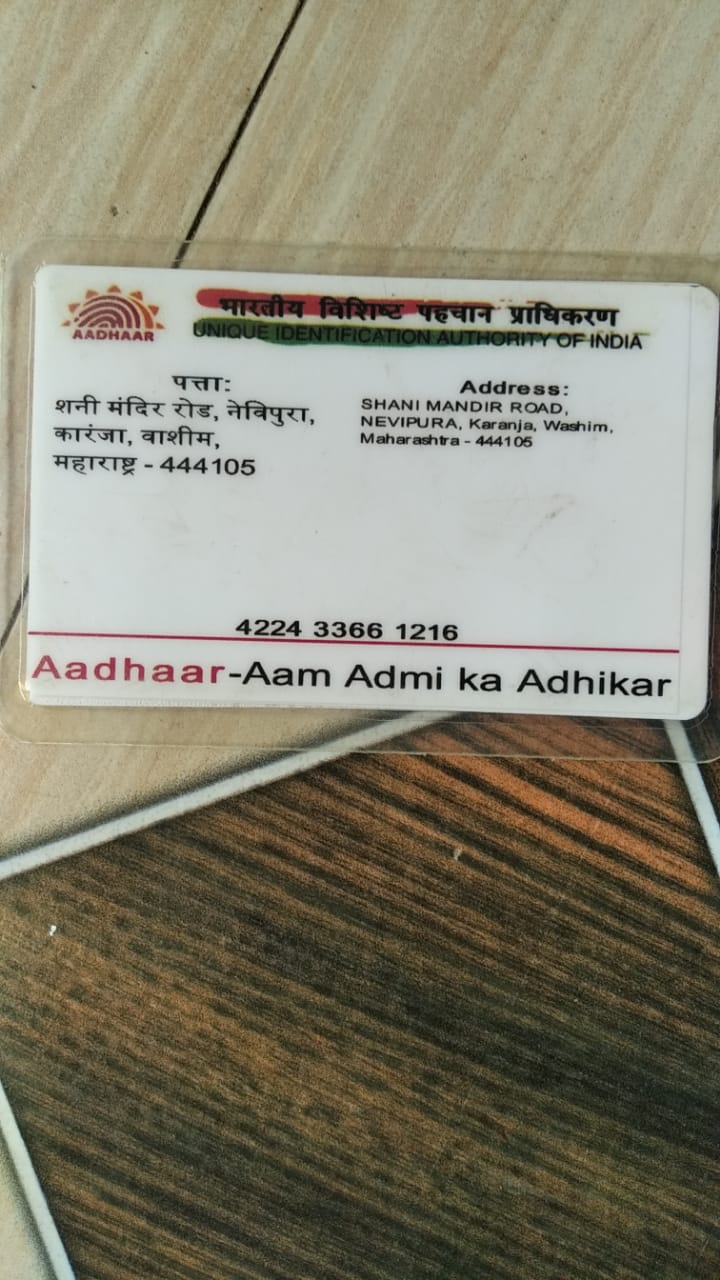 AADHAAR
भारतीय विशिष्ट पहचान प्राधिकरण
UNIQUE IDENTIFICATION AUTHORITY OF INDIA
पत्ता:
शनी मंदिर रोड, नेविपुरा,
कारंजा, वाशीम,
महाराष्ट्र - 444105
Address:
SHANI MANDIR ROAD,
NEVIPURA, Karanja, Washim,
Maharashtra - 444105
4224 3366 1216
Aadhaar-Aam Admi ka Adhikar